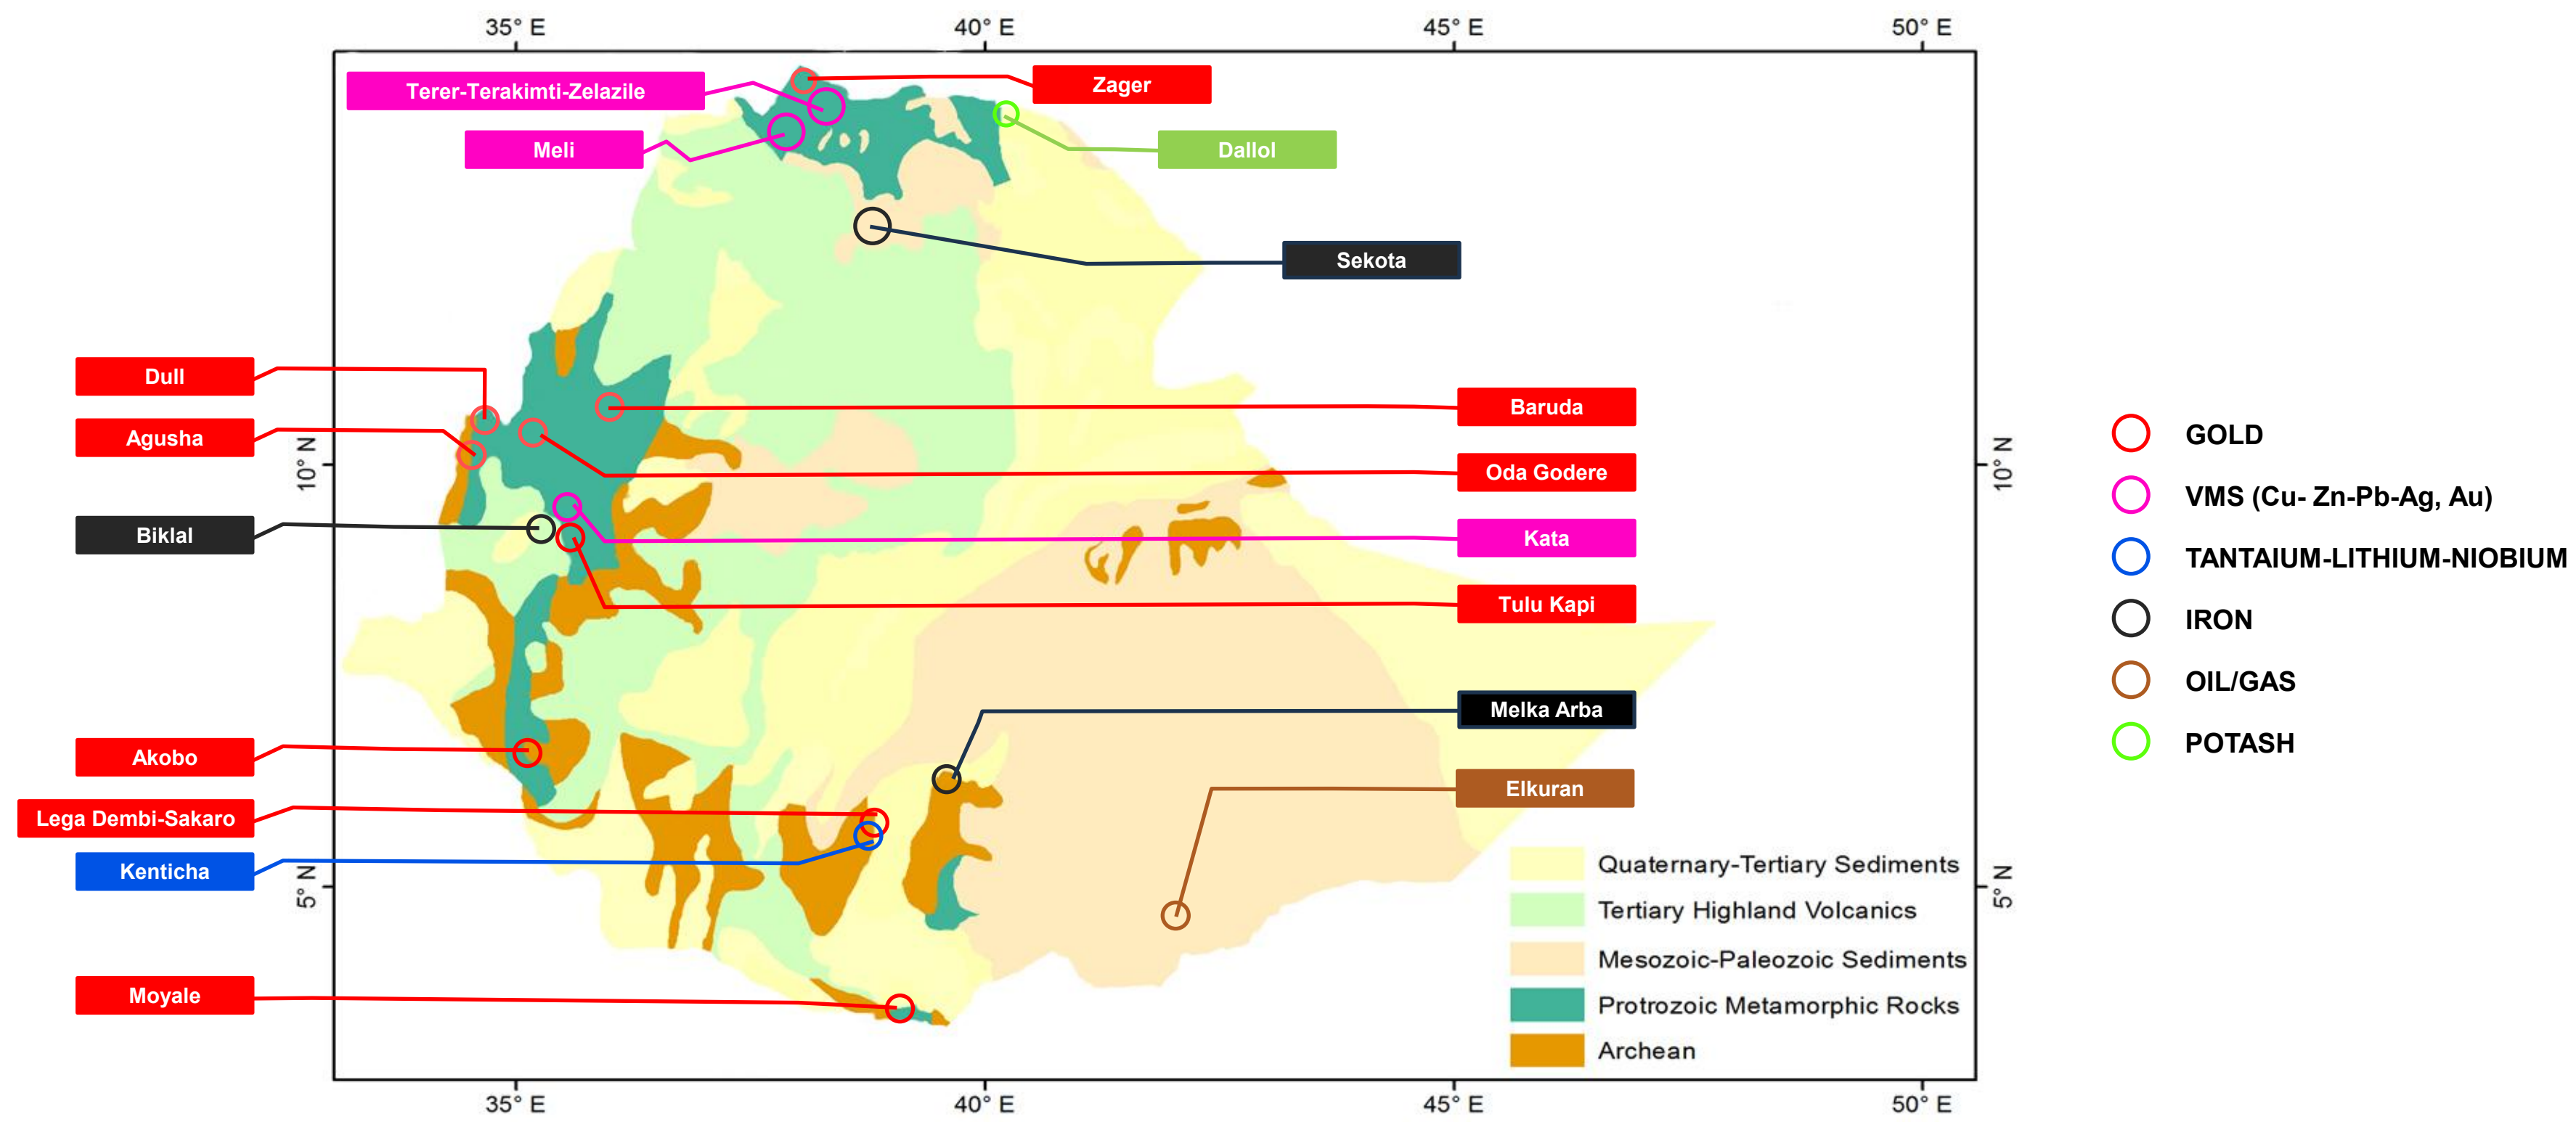 35° E
40° E
45° E
50° E
Terer-Terakimti-Zelazile
Zager
Meli
Dallol
Sekota
Dull
Baruda
Agusha
10° N
Oda Godere
10° N
Biklal
Kata
Tulu Kapi
Melka Arba
Akobo
Elkuran
Lega Dembi-Sakaro
Kenticha
5° N
5° N
Moyale
Quaternary-Tertiary Sediments
Tertiary Highland Volcanics
Mesozoic-Paleozoic Sediments
Protrozoic Metamorphic Rocks
Archean
35° E
40° E
45° E
50° E
GOLD
VMS (Cu- Zn-Pb-Ag, Au)
TANTAIUM-LITHIUM-NIOBIUM
IRON
OIL/GAS
POTASH